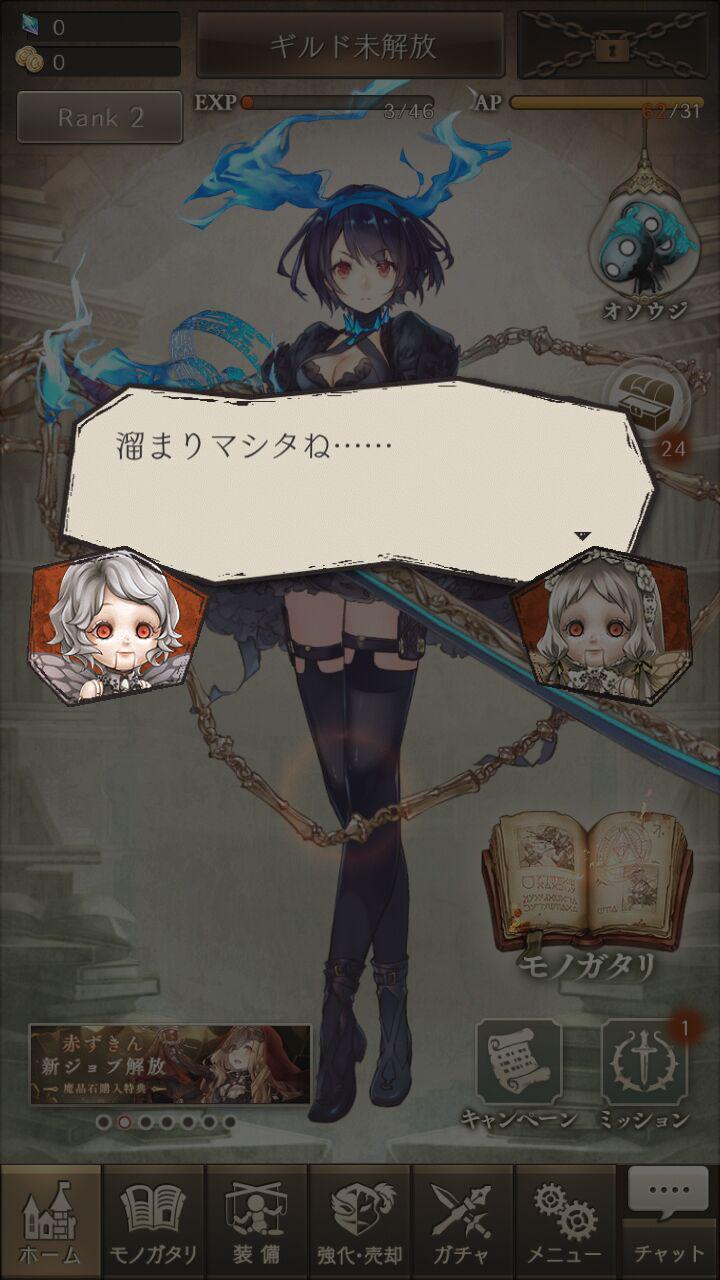 0
ギルド未解放
0
Rank 2
EXP
3/46
AP
62/31
オソウジ
24
溜まりマシタね……
モノガタリ
赤ずきん
新ジョブ解放
魔晶石購入特典
1
キャンペーン
ミッション
ホーム
モノガタリ
装備
強化・売却
ガチャ
メニュー
チャット